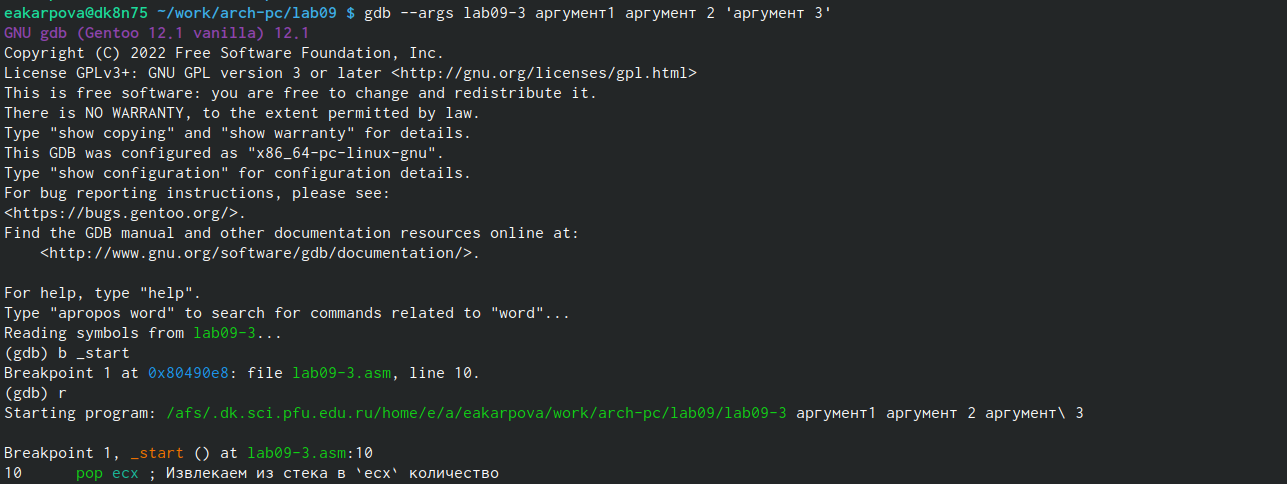 eakarpova@dk8n75 ~/work/arch-pc/lab09 $ gdb --args lab09-3 аргумент1 аргумент 2 'аргумент 3'
GNU gdb (Gentoo 12.1 vanilla) 12.1
Copyright (C) 2022 Free Software Foundation, Inc.
License GPLv3+: GNU GPL version 3 or later <http://gnu.org/licenses/gpl.html>
This is free software: you are free to change and redistribute it.
There is NO WARRANTY, to the extent permitted by law.
Type "show copying" and "show warranty" for details.
This GDB was configured as "x86_64-pc-linux-gnu".
Type "show configuration" for configuration details.
For bug reporting instructions, please see:
<https://bugs.gentoo.org/>.
Find the GDB manual and other documentation resources online at:
    <http://www.gnu.org/software/gdb/documentation/>.

For help, type "help".
Type "apropos word" to search for commands related to "word"...
Reading symbols from lab09-3...
(gdb) b _start
Breakpoint 1 at 0x80490e8: file lab09-3.asm, line 10.
(gdb) r
Starting program: /afs/.dk.sci.pfu.edu.ru/home/e/a/eakarpova/work/arch-pc/lab09/lab09-3 аргумент1 аргумент 2 аргумент\ 3

Breakpoint 1, _start () at lab09-3.asm:10
10      pop ecx ; Извлекаем из стека в `ecx` количество